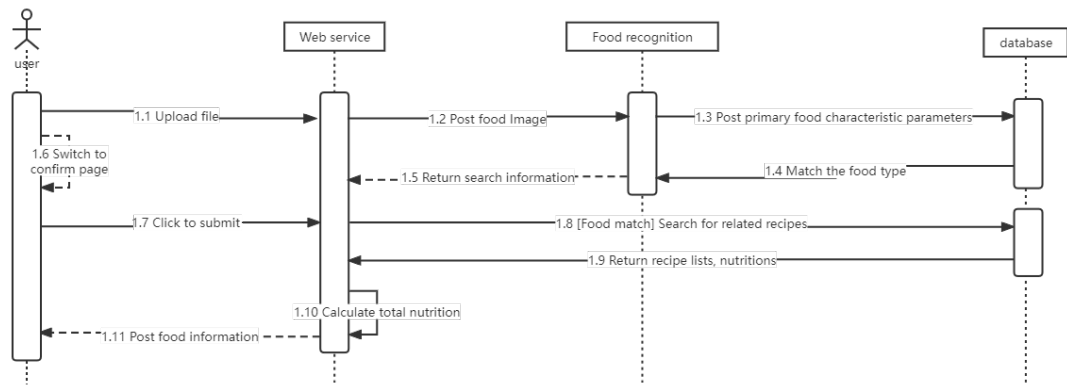 user
Web service
Food recognition
database
1.1 Upload file
1.2 Post food Image
1.3 Post primary food characteristic parameters
1.6 Switch to
confirm page
1.5 Return search information
1.4 Match the food type
1.7 Click to submit
1.8 [Food match] Search for related recipes
1.9 Return recipe lists, nutritions
1.10 Calculate total nutrition
1.11 Post food information